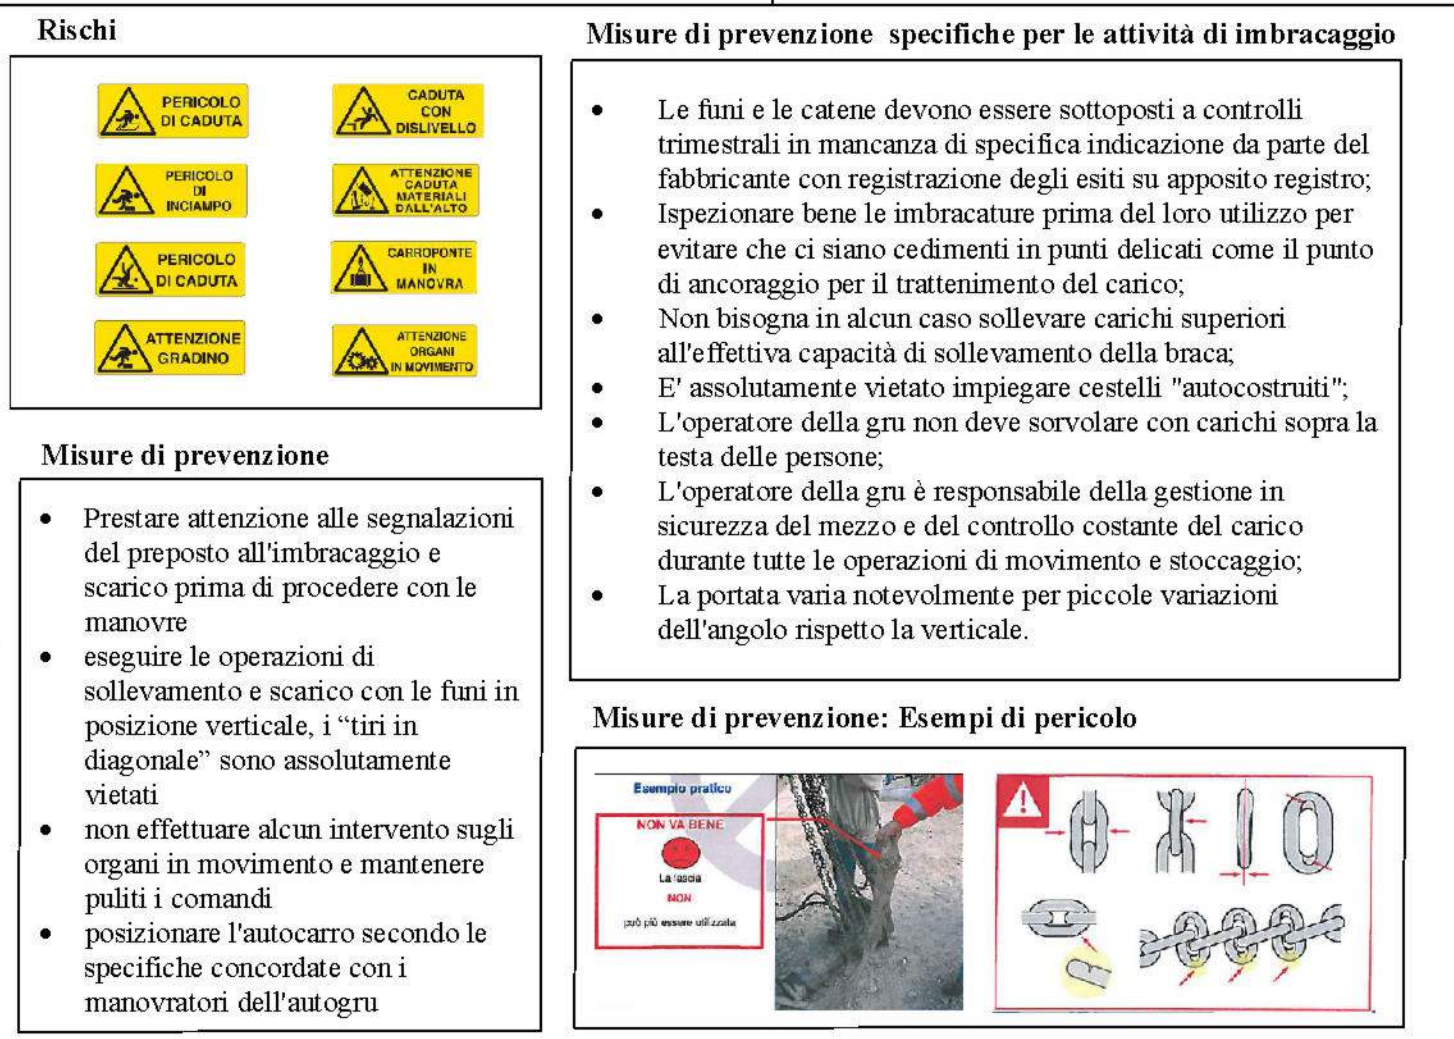 Rischi
PERICOLO
DI CADUTA
CADUTA
CON
DISLIVELLO
PERICOLO
DI
INCIAMPO
ATTENZIONE
CADUTA
MATERIALI
DALL'ALTO
PERICOLO
DI CADUTA
CARROPONTE
IN
MANOVRA
ATTENZIONE
GRADINO
ATTENZIONE
ORGANI
IN MOVIMENTO
Misure di prevenzione
• Prestare attenzione alle segnalazioni
del preposto all'imbracaggio e
scarico prima di procedere con le
manovre
• eseguire le operazioni di
sollevamento e scarico con le funi in
posizione verticale, i “tiri in
diagonale” sono assolutamente
vietati
• non effettuare alcun intervento sugli
organi in movimento e mantenere
puliti i comandi
• posizionare l'autocarro secondo le
specifiche concordate con i
manovratori dell'autogru
Misure di prevenzione specifiche per le attività di imbracaggio
• Le funi e le catene devono essere sottoposti a controlli
trimestrali in mancanza di specifica indicazione da parte del
fabbricante con registrazione degli esiti su apposito registro;
• Ispezionare bene le imbracature prima del loro utilizzo per
evitare che ci siano cedimenti in punti delicati come il punto
di ancoraggio per il trattenimento del carico;
• Non bisogna in alcun caso sollevare carichi superiori
all'effettiva capacità di sollevamento della braca;
• E' assolutamente vietato impiegare cestelli "autocostruiti";
• L'operatore della gru non deve sorvolare con carichi sopra la
testa delle persone;
• L'operatore della gru è responsabile della gestione in
sicurezza del mezzo e del controllo costante del carico
durante tutte le operazioni di movimento e stoccaggio;
• La portata varia notevolmente per piccole variazioni
dell'angolo rispetto la verticale.
Misure di prevenzione: Esempi di pericolo
Esempio pratico
NON VA BENE
La fascia
NON
può più essere utilizzata